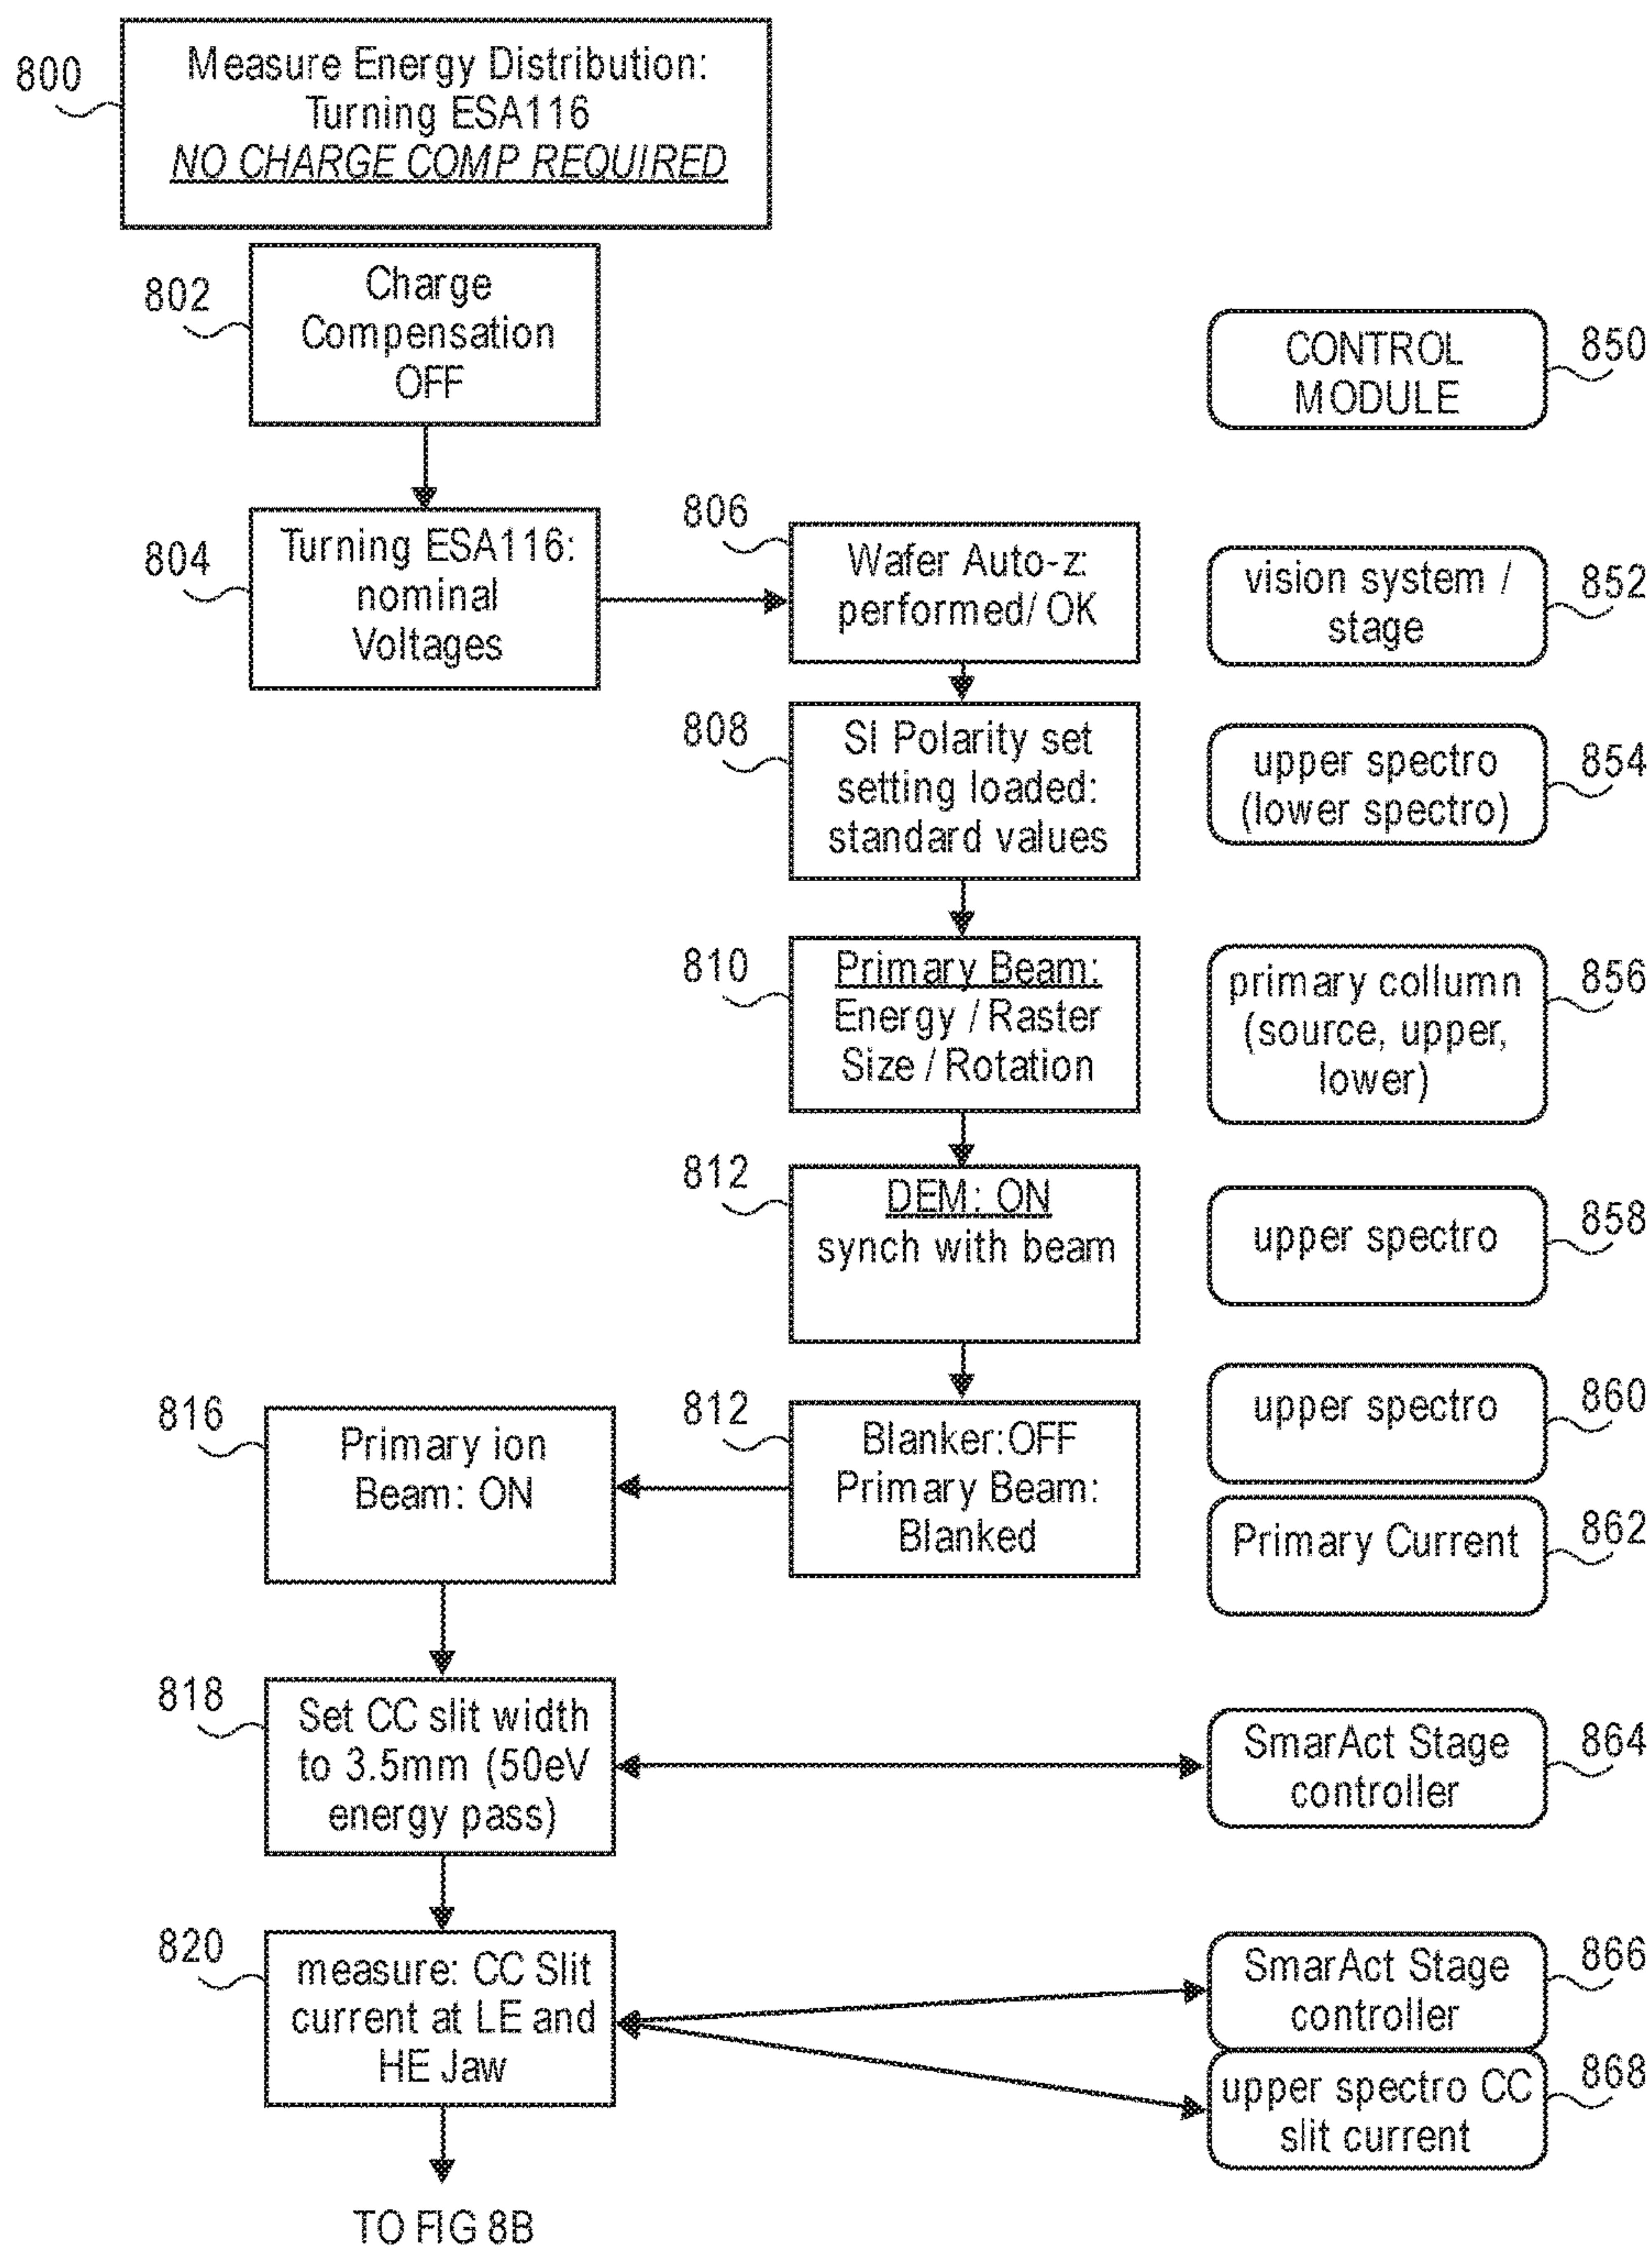 800
Measure Energy Distribution:
Turning ESA116
NO CHARGE COMP REQUIRED
802
Charge
Compensation
OFF
CONTROL
MODULE
850
804
Turning ESA116:
nominal
Voltages
806
Wafer Auto-z:
performed/ OK
vision system /
stage
852
808
SI Polarity set
setting loaded:
standard values
upper spectro
(lower spectro)
854
810
Primary Beam:
Energy / Raster
Size / Rotation
primary collumn
(source, upper,
lower)
856
812
DEM: ON
synch with beam
upper spectro
858
816
Primary ion
Beam: ON
812
Blanker:OFF
Primary Beam:
Blanked
upper spectro
860
Primary Current
862
818
Set CC slit width
to 3.5mm (50eV
energy pass)
SmarAct Stage
controller
864
820
measure: CC Slit
current at LE and
HE Jaw
SmarAct Stage
controller
866
upper spectro CC
slit current
868
TO FIG 8B